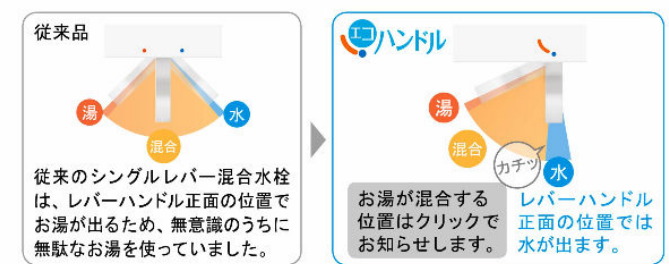 従来品
湯
水
混合
従来のシングルレバー混合水栓
は、レバーハンドル正面の位置で
お湯が出るため、無意識のうちに
無駄なお湯を使っていました。
エコハンドル
湯
混合
カチッ
水
お湯が混合する
位置はクリックで
お知らせします。
レバーハンドル
正面の位置では
水が出ます。